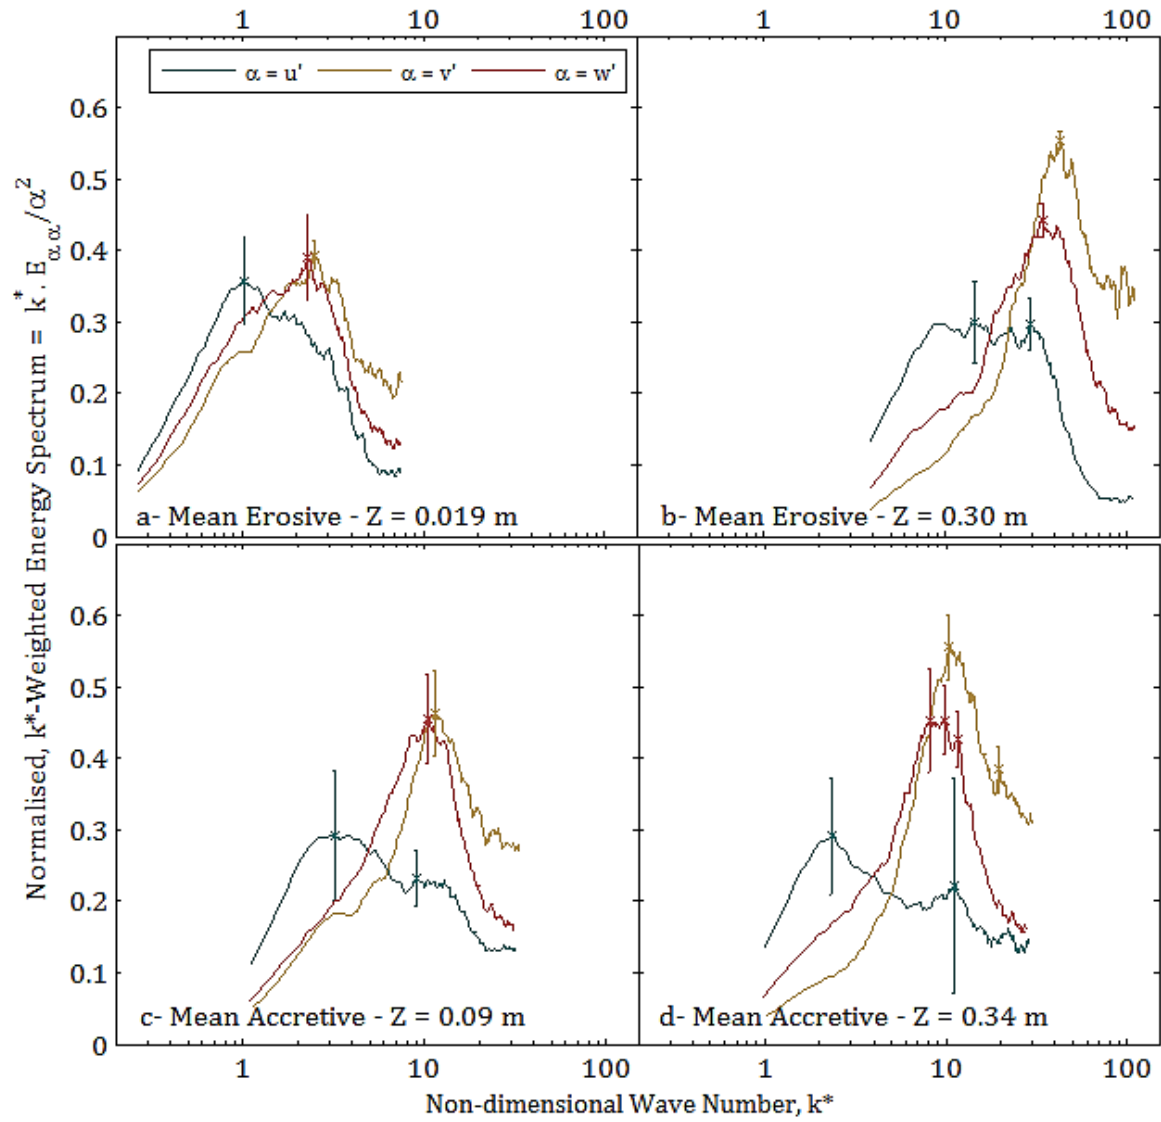 1 10 100 1 10 100
α = u' α = v' α = w'
0.6
0.5
0.4
0.3
0.2
0.1
0
a- Mean Erosive - Z = 0.019 m
b- Mean Erosive - Z = 0.30 m
Normalised, k*-Weighted Energy Spectrum = k*. Eαα/α²
0.6
0.5
0.4
0.3
0.2
0.1
0
c- Mean Accretive - Z = 0.09 m
d- Mean Accretive - Z = 0.34 m
1 10 100 1 10 100
Non-dimensional Wave Number, k*